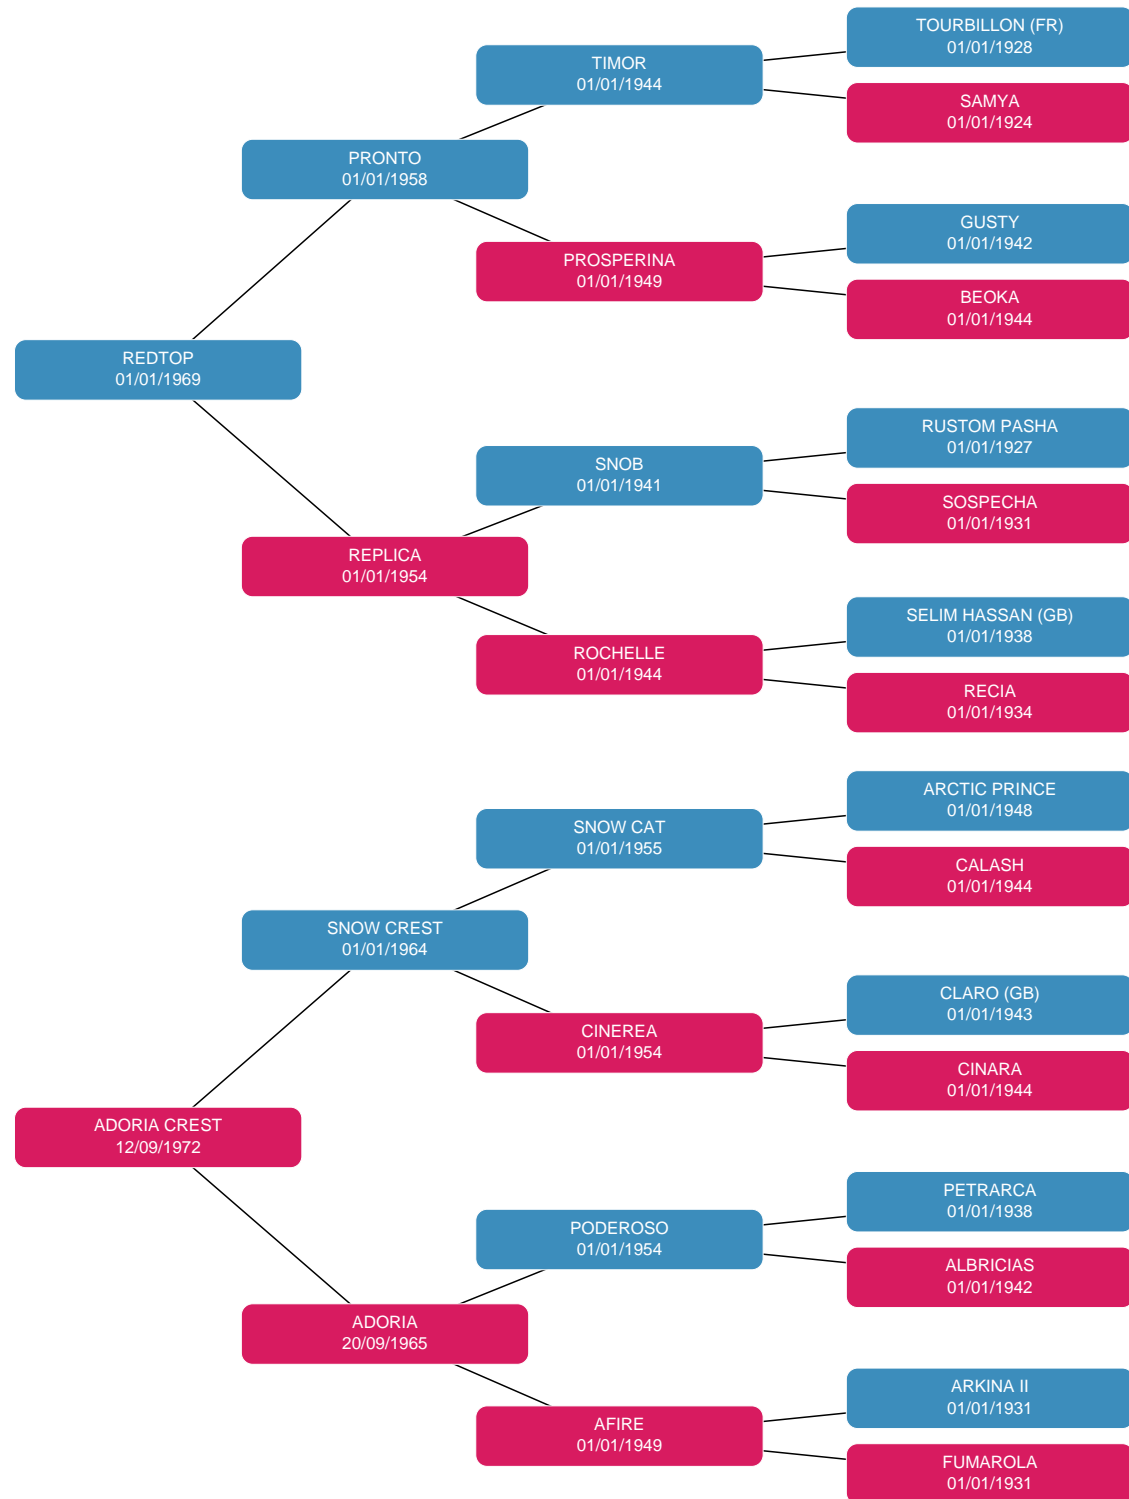 TOURBILLON (FR)
01/01/1928
TIMOR
01/01/1944
SAMYA
01/01/1924
PRONTO
01/01/1958
GUSTY
01/01/1942
PROSPERINA
01/01/1949
BEOKA
01/01/1944
REDTOP
01/01/1969
RUSTOM PASHA
01/01/1927
SNOB
01/01/1941
SOSPECHA
01/01/1931
REPLICA
01/01/1954
SELIM HASSAN (GB)
01/01/1938
ROCHELLE
01/01/1944
RECIA
01/01/1934
ARCTIC PRINCE
01/01/1948
SNOW CAT
01/01/1955
CALASH
01/01/1944
SNOW CREST
01/01/1964
CLARO (GB)
01/01/1943
CINEREA
01/01/1954
CINARA
01/01/1944
ADORIA CREST
12/09/1972
PETRARCA
01/01/1938
PODEROSO
01/01/1954
ALBRICIAS
01/01/1942
ADORIA
20/09/1965
ARKINA II
01/01/1931
AFIRE
01/01/1949
FUMAROLA
01/01/1931